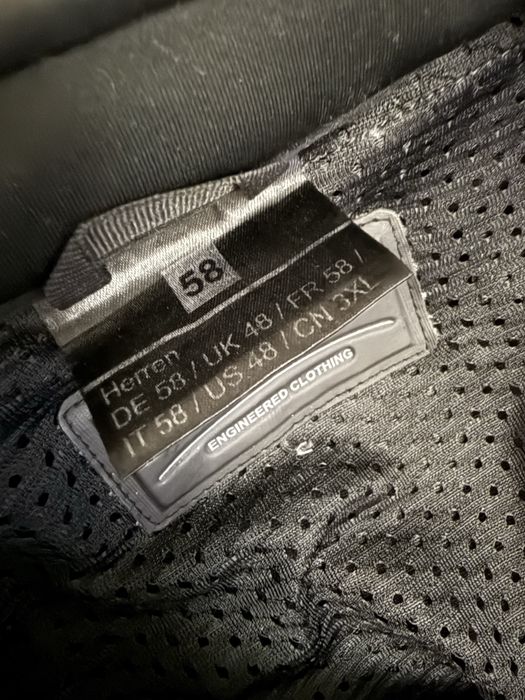 58
Herren
DE 58 / UK 48 / FR 58 /
IT 58 / US 48 / CN 3XL
ENGINEERED CLOTHING